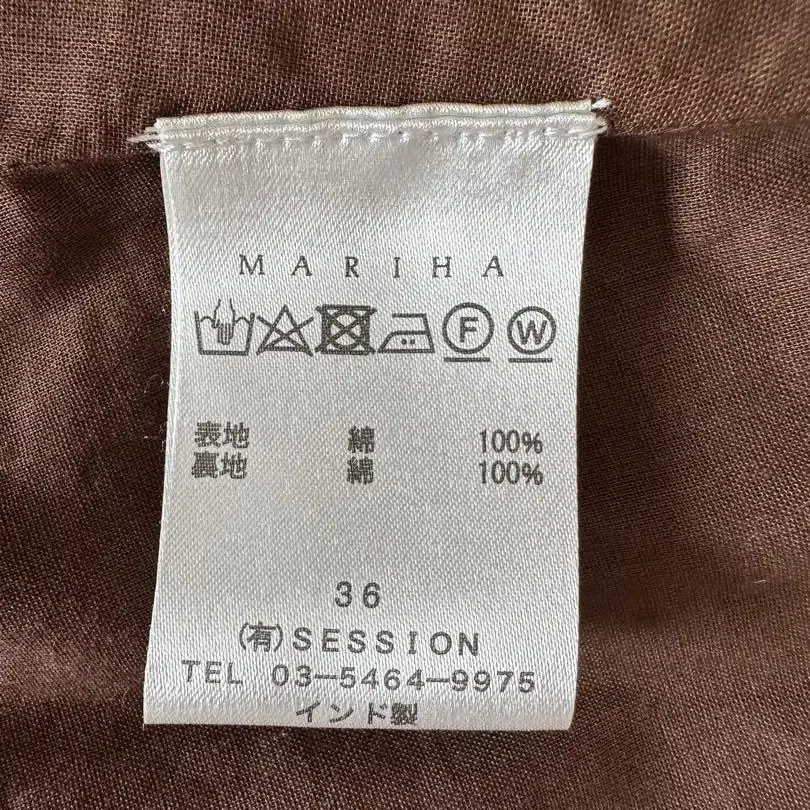 MARIHA
F W
表地 綿 100%
裏地 綿 100%
36
(有)SESSION
TEL 03-5464-9975
インド製